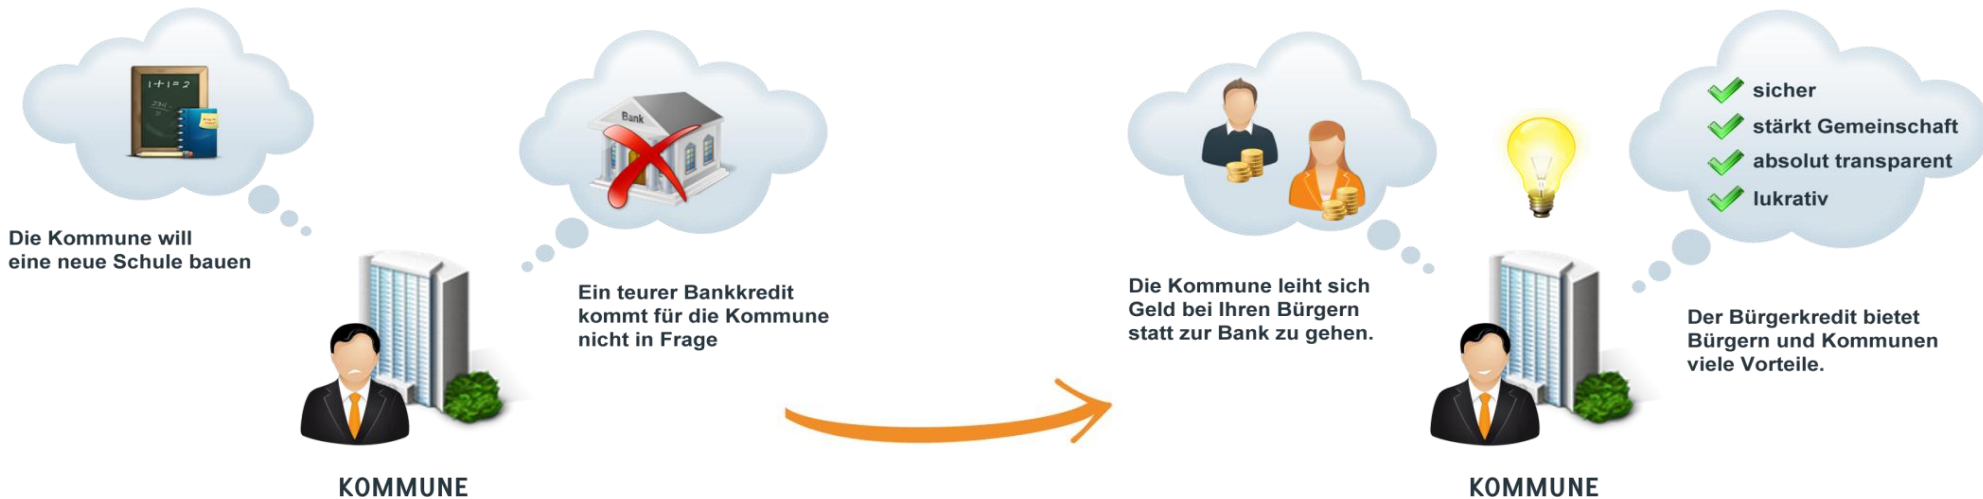 1+1=2
Die Kommune will
eine neue Schule bauen
Bank
Ein teurer Bankkredit
kommt für die Kommune
nicht in Frage
KOMMUNE
Die Kommune leiht sich
Geld bei Ihren Bürgern
statt zur Bank zu gehen.
sicher
stärkt Gemeinschaft
absolut transparent
lukrativ
Der Bürgerkredit bietet
Bürgern und Kommunen
viele Vorteile.
KOMMUNE